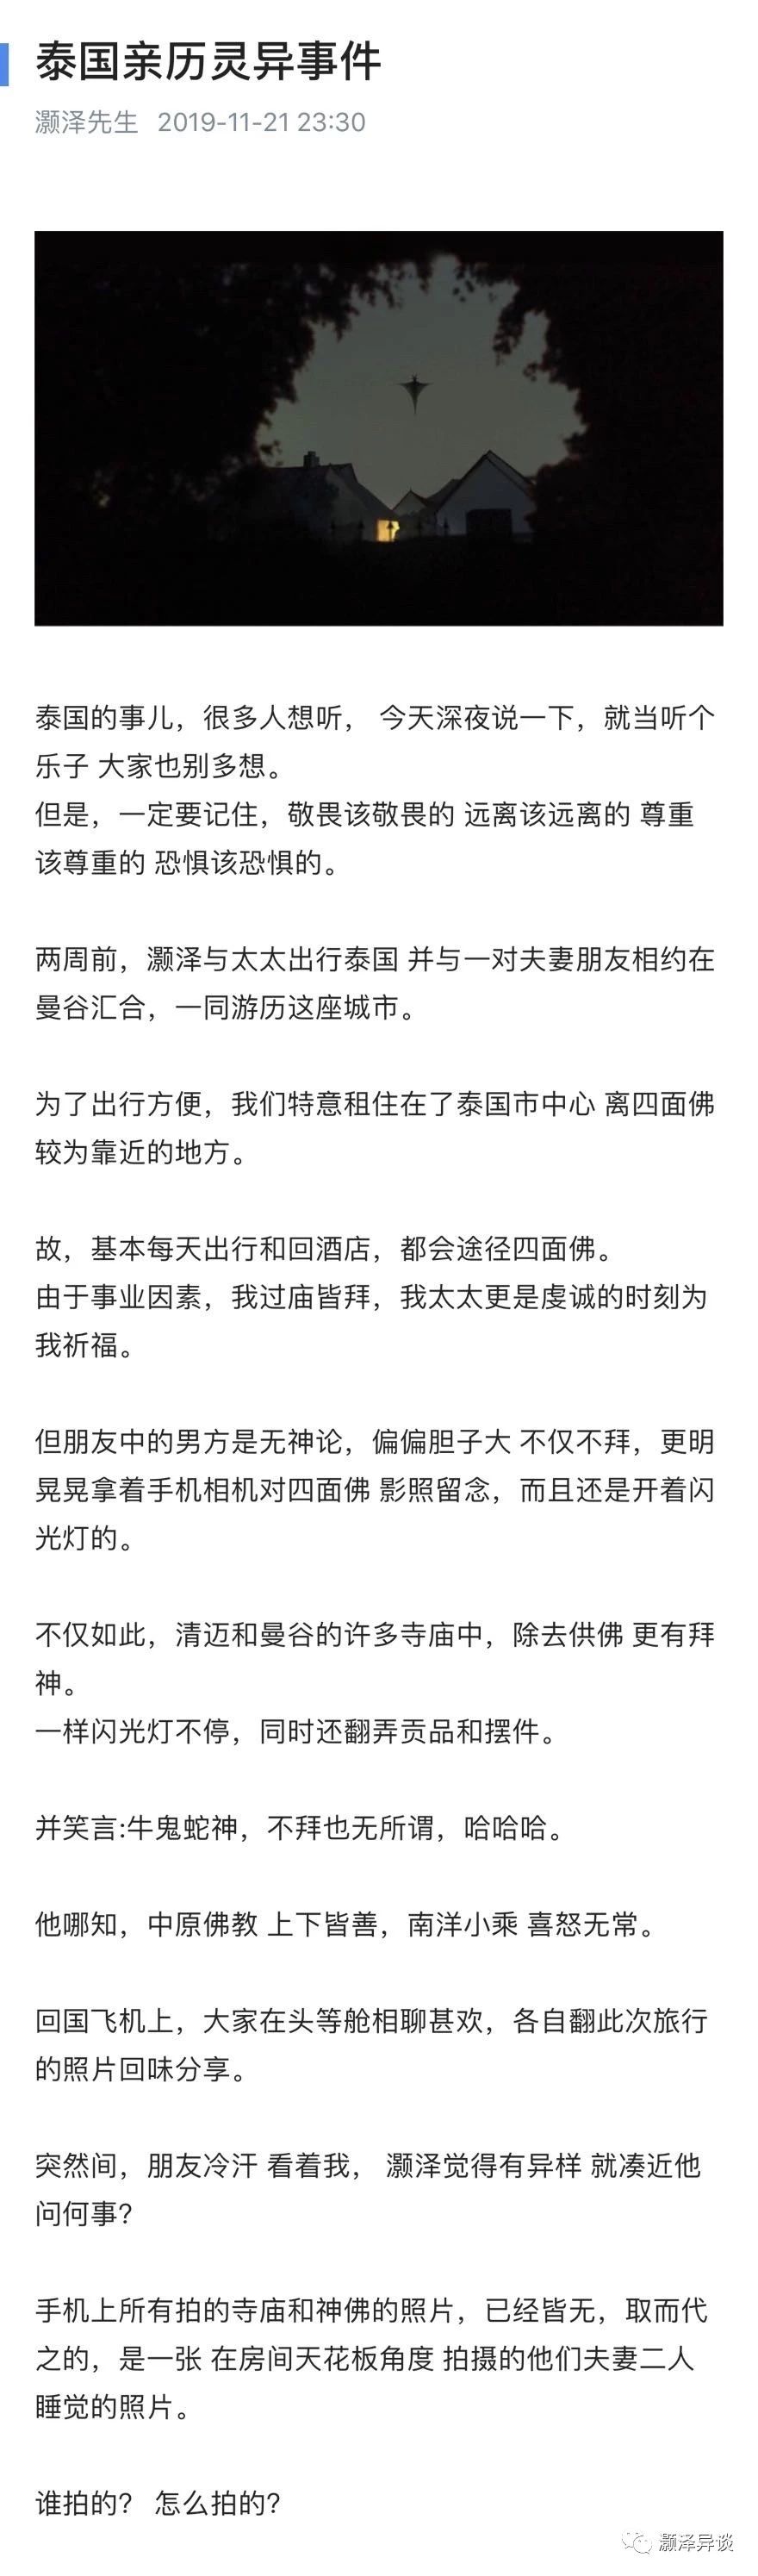 泰国亲历灵异事件
灏泽先生 2019-11-21 23:30
泰国的事儿，很多人想听， 今天深夜说一下，就当听个
乐子 大家也别多想。
但是，一定要记住，敬畏该敬畏的 远离该远离的 尊重
该尊重的 恐惧该恐惧的。
两周前，灏泽与太太出行泰国 并与一对夫妻朋友相约在
曼谷汇合，一同游历这座城市。
为了出行方便，我们特意租住在了泰国市中心 离四面佛
较为靠近的地方。
故，基本每天出行和回酒店，都会途径四面佛。
由于事业因素，我过庙皆拜，我太太更是虔诚的时刻为
我祈福。
但朋友中的男方是无神论，偏偏胆子大 不仅不拜，更明
晃晃拿着手机相机对四面佛 影照留念，而且还是开着闪
光灯的。
不仅如此，清迈和曼谷的许多寺庙中，除去供佛 更有拜
神。
一样闪光灯不停，同时还翻弄贡品和摆件。
并笑言:牛鬼蛇神，不拜也无所谓，哈哈哈。
他哪知，中原佛教 上下皆善，南洋小乘 喜怒无常。
回国飞机上，大家在头等舱相聊甚欢，各自翻此次旅行
的照片回味分享。
突然间，朋友冷汗 看着我， 灏泽觉得有异样 就凑近他
问何事?
手机上所有拍的寺庙和神佛的照片，已经皆无，取而代
之的，是一张 在房间天花板角度 拍摄的他们夫妻二人
睡觉的照片。
谁拍的? 怎么拍的?
灏泽异谈